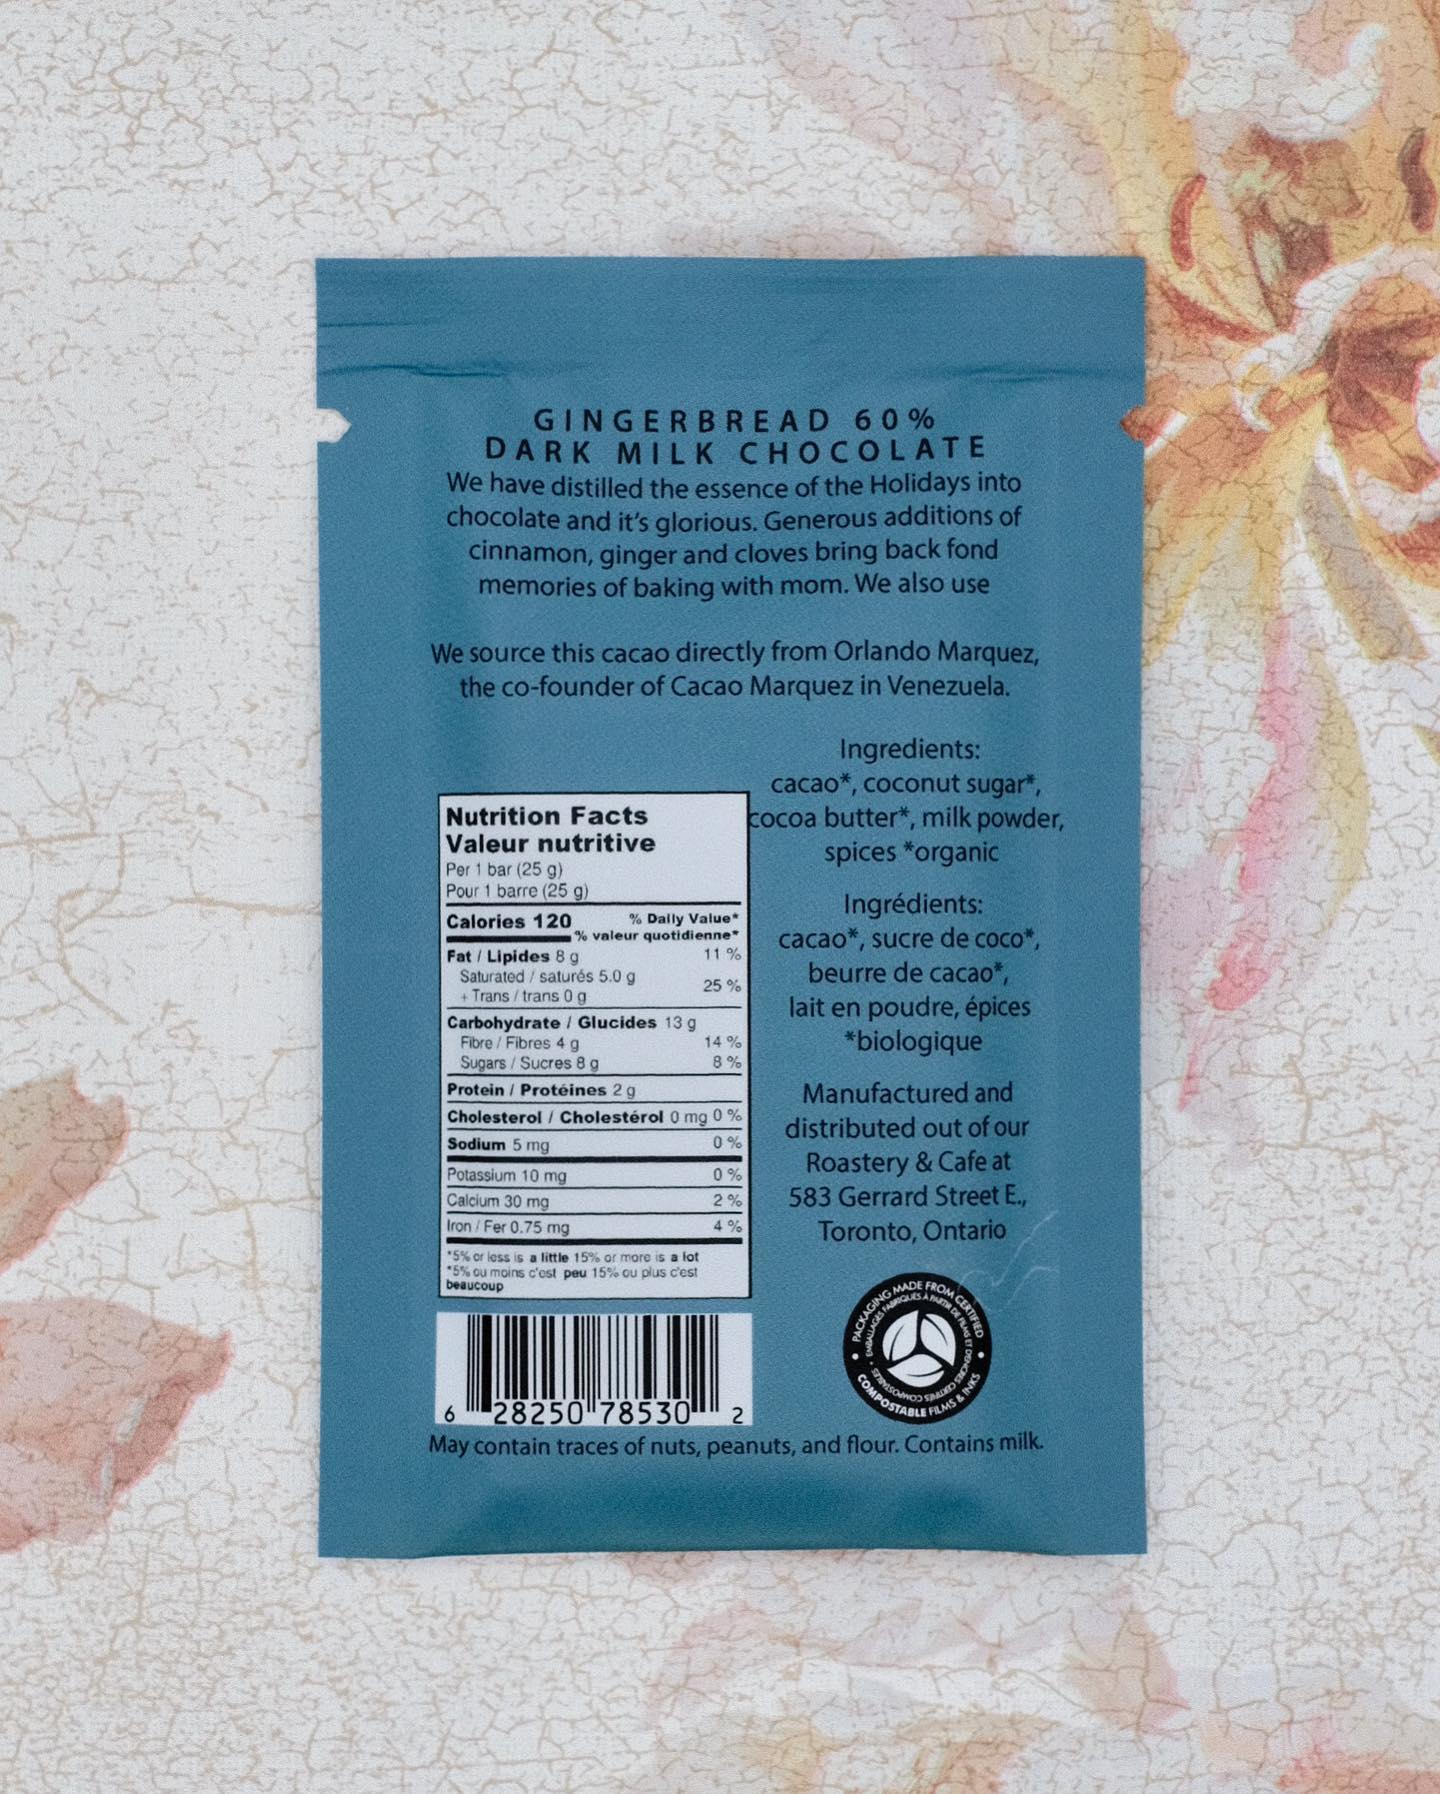 GINGERBREAD 60%
DARK MILK CHOCOLATE
We have distilled the essence of the Holidays into
chocolate and it's glorious. Generous additions of
cinnamon, ginger and cloves bring back fond
memories of baking with mom. We also use
We source this cacao directly from Orlando Marquez,
the co-founder of Cacao Marquez in Venezuela.
Nutrition Facts
Valeur nutritive
Per 1 bar (25 g)
Pour 1 barre (25 g)
Calories 120 % Daily Value*
% valeur quotidienne*
Fat / Lipides 8 g 11 %
Saturated / saturés 5.0 g
+ Trans / trans 0 g 25 %
Carbohydrate / Glucides 13 g
Fibre / Fibres 4 g 14 %
Sugars / Sucres 8 g 8 %
Protein / Protéines 2 g
Cholesterol / Cholestérol 0 mg 0 %
Sodium 5 mg 0 %
Potassium 10 mg 0 %
Calcium 30 mg 2 %
Iron / Fer 0.75 mg 4 %
*5% or less is a little 15% or more is a lot
*5% ou moins c'est peu 15% ou plus c'est
beaucoup
6 28250 78530 2
Ingredients:
cacao*, coconut sugar*,
cocoa butter*, milk powder,
spices *organic
Ingrédients:
cacao*, sucre de coco*,
beurre de cacao*,
lait en poudre, épices
*biologique
Manufactured and
distributed out of our
Roastery & Cafe at
583 Gerrard Street E.,
Toronto, Ontario
PACKAGING MADE FROM CERTIFIED
COMPOSTABLE FILMS & INKS
EMBALLAGES FABRIQUÉS À PARTIR DE FILMS ET D'ENCRES CERTIFIÉS COMPOSTABLES
May contain traces of nuts, peanuts, and flour. Contains milk.